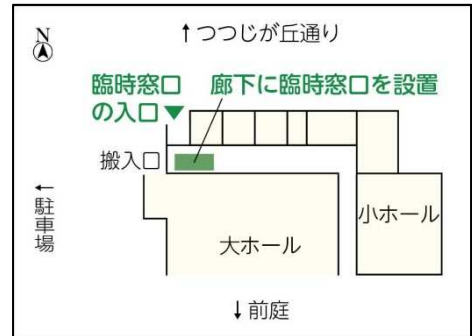 N
↑つつじが丘通り
臨時窓口
の入口▼
廊下に臨時窓口を設置
搬入口
←駐車場
小ホール
大ホール
↓前庭